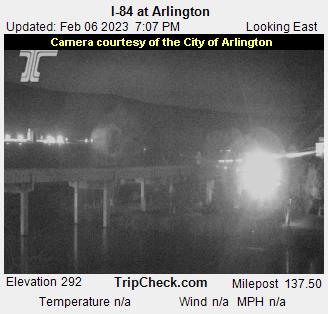 I-84 at Arlington
Updated: Feb 06 2023 7:07 PM Looking East
Camera courtesy of the City of Arlington
Elevation 292 TripCheck.com Milepost 137.50
Temperature n/a Wind n/a MPH n/a